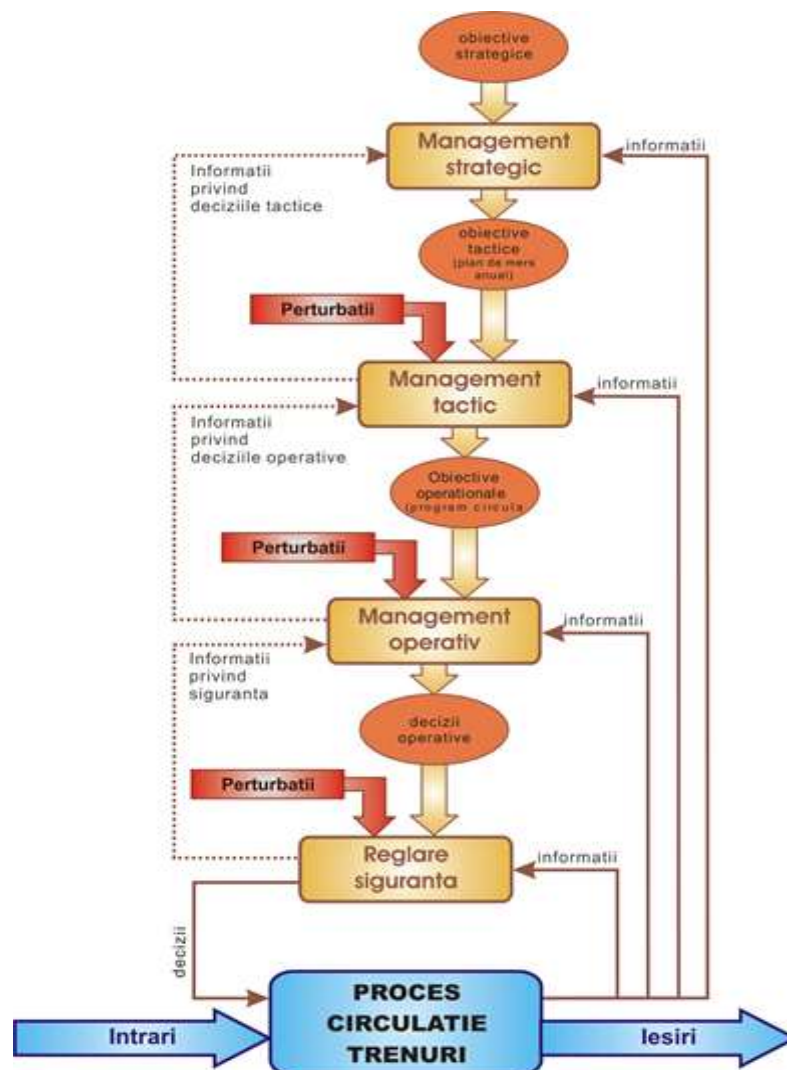 obiective
strategice
Management
strategic
informatii
Informatii
privind
deciziile tactice
obiective
tactice
(plan de mers
anual)
Perturbatii
Management
tactic
informatii
Informatii
privind
deciziile operative
Obiective
operationale
(program circula
Perturbatii
Management
operativ
informatii
Informatii
privind
siguranta
decizii
operative
Perturbatii
Reglare
siguranta
informatii
decizii
PROCES
CIRCULATIE
TRENURI
Intrari
Iesiri